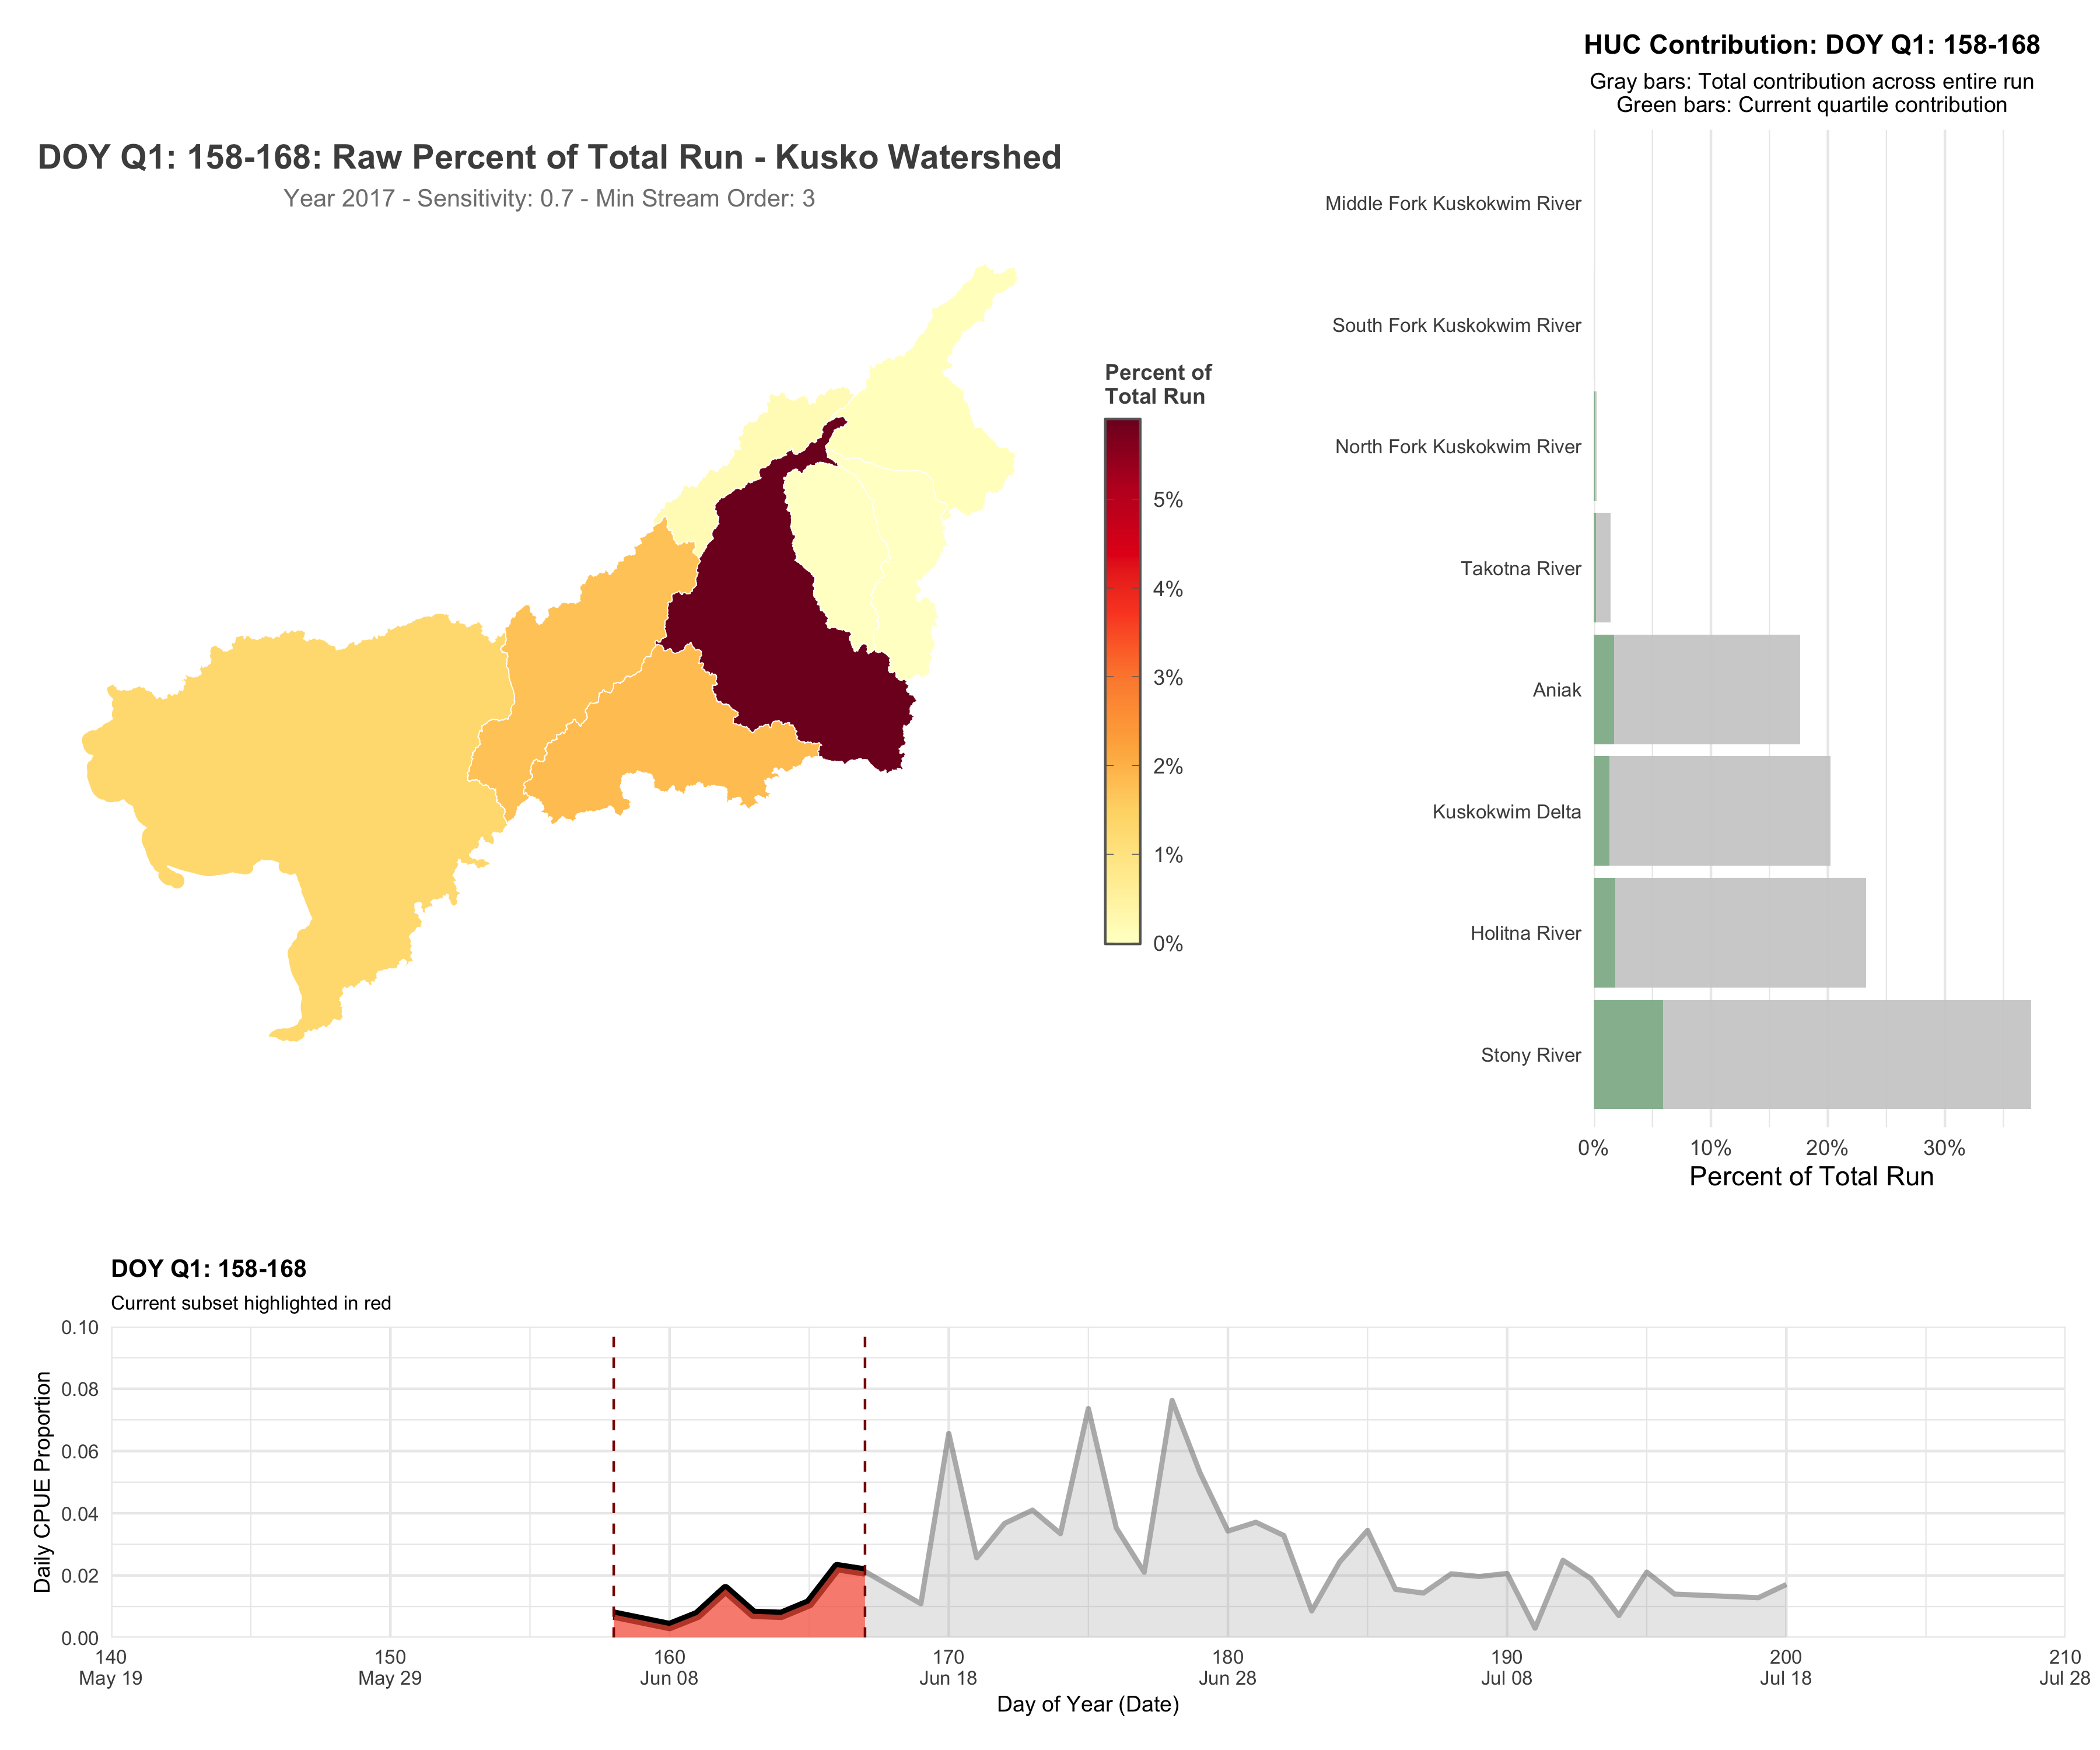 HUC Contribution: DOY Q1: 158-168
Gray bars: Total contribution across entire run
Green bars: Current quartile contribution
DOY Q1: 158-168: Raw Percent of Total Run - Kusko Watershed
Year 2017 - Sensitivity: 0.7 - Min Stream Order: 3
Percent of
Total Run
5%
4%
3%
2%
1%
0%
Middle Fork Kuskokwim River
South Fork Kuskokwim River
North Fork Kuskokwim River
Takotna River
Aniak
Kuskokwim Delta
Holitna River
Stony River
0% 10% 20% 30%
Percent of Total Run
DOY Q1: 158-168
Current subset highlighted in red
Daily CPUE Proportion
0.10
0.08
0.06
0.04
0.02
0.00
140 150 160 170 180 190 200 210
May 19 May 29 Jun 08 Jun 18 Jun 28 Jul 08 Jul 18 Jul 28
Day of Year (Date)